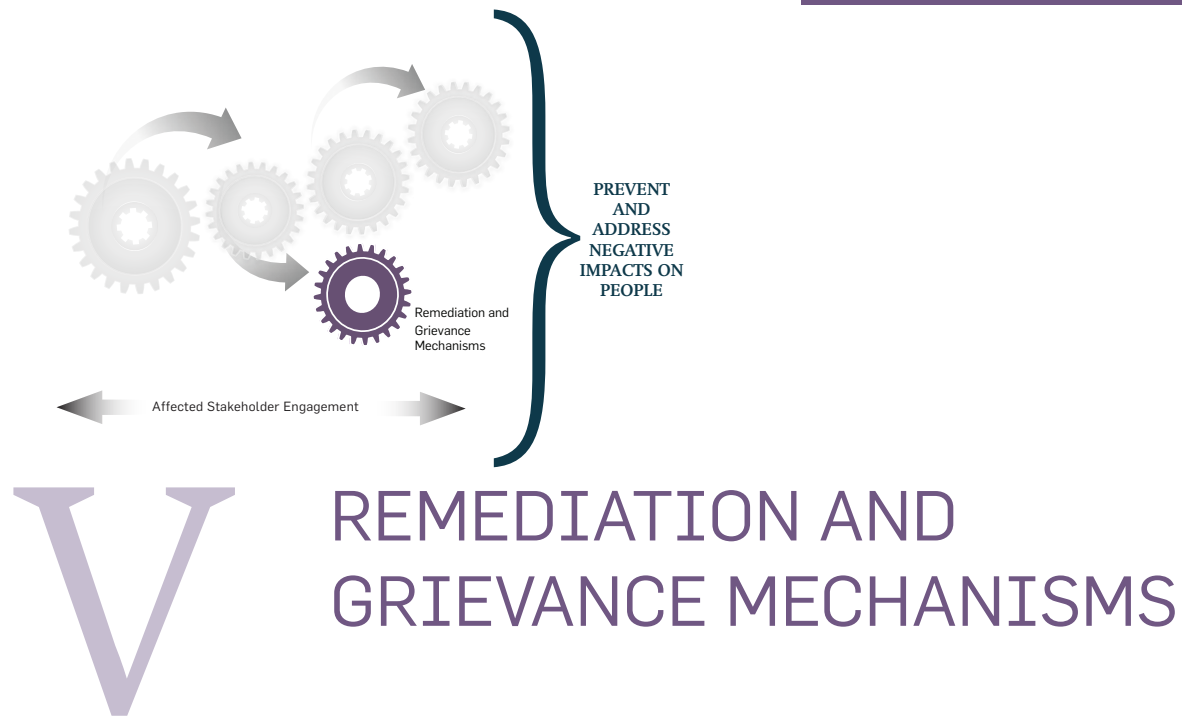 PREVENT
AND
ADDRESS
NEGATIVE
IMPACTS ON
PEOPLE
Remediation and
Grievance
Mechanisms
Affected Stakeholder Engagement
V
REMEDIATION AND
GRIEVANCE MECHANISMS